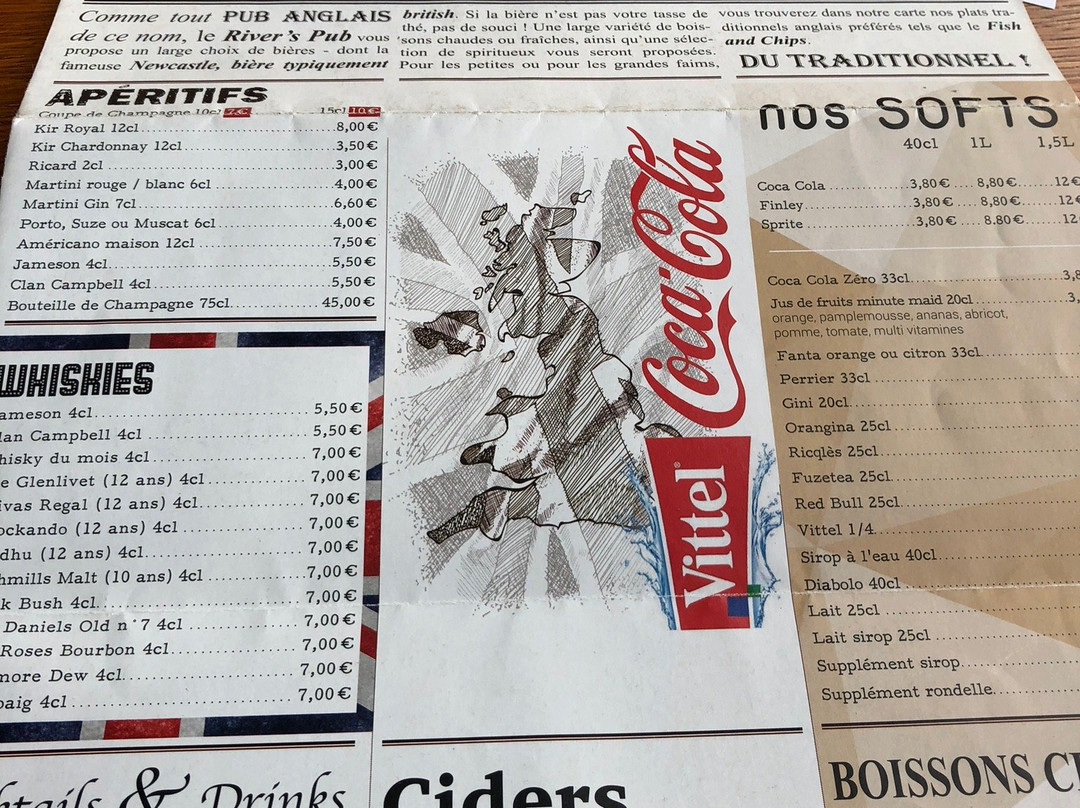 Comme tout PUB ANGLAIS
de ce nom, le River's Pub vous
propose un large choix de bières - dont la
fameuse Newcastle, bière typiquement
british. Si la bière n'est pas votre tasse de
thé, pas de souci ! Une large variété de bois-
sons chaudes ou fraîches, ainsi qu'une sélec-
tion de spiritueux vous seront proposées.
Pour les petites ou pour les grandes faims,
vous trouverez dans notre carte nos plats tra-
ditionnels anglais préférés tels que le Fish
and Chips.
DU TRADITIONNEL !
APÉRITIFS
Coupe de Champagne 10cl 7€ 15cl 10€
Kir Royal 12cl 8,00€
Kir Chardonnay 12cl 3,50€
Ricard 2cl 3,00€
Martini rouge / blanc 6cl 4,00€
Martini Gin 7cl 6,60€
Porto, Suze ou Muscat 6cl 4,00€
Américano maison 12cl 7,50€
Jameson 4cl 5,50€
Clan Campbell 4cl 5,50€
Bouteille de Champagne 75cl 45,00€
WHISKIES
ameson 4cl 5,50€
lan Campbell 4cl 5,50€
hisky du mois 4cl 7,00€
e Glenlivet (12 ans) 4cl 7,00€
ivas Regal (12 ans) 4cl 7,00€
ockando (12 ans) 4cl 7,00€
dhu (12 ans) 4cl 7,00€
hmills Malt (10 ans) 4cl 7,00€
k Bush 4cl 7,00€
Daniels Old n°7 4cl 7,00€
Roses Bourbon 4cl 7,00€
more Dew 4cl 7,00€
oaig 4cl 7,00€
ktails & Drinks
Coca-Cola
Vittel®
Ciders
nos SOFTS
40cl 1L 1,5L
Coca Cola 3,80€ 8,80€ 12€
Finley 3,80€ 8,80€ 12€
Sprite 3,80€ 8.80€ 12
Coca Cola Zéro 33cl 3,8
Jus de fruits minute maid 20cl 3,
orange, pamplemousse, ananas, abricot,
pomme, tomate, multi vitamines
Fanta orange ou citron 33cl
Perrier 33cl
Gini 20cl
Orangina 25cl
Ricqlès 25cl
Fuzetea 25cl
Red Bull 25cl
Vittel 1/4
Sirop à l'eau 40cl
Diabolo 40cl
Lait 25cl
Lait sirop 25cl
Supplément sirop
Supplément rondelle
BOISSONS C